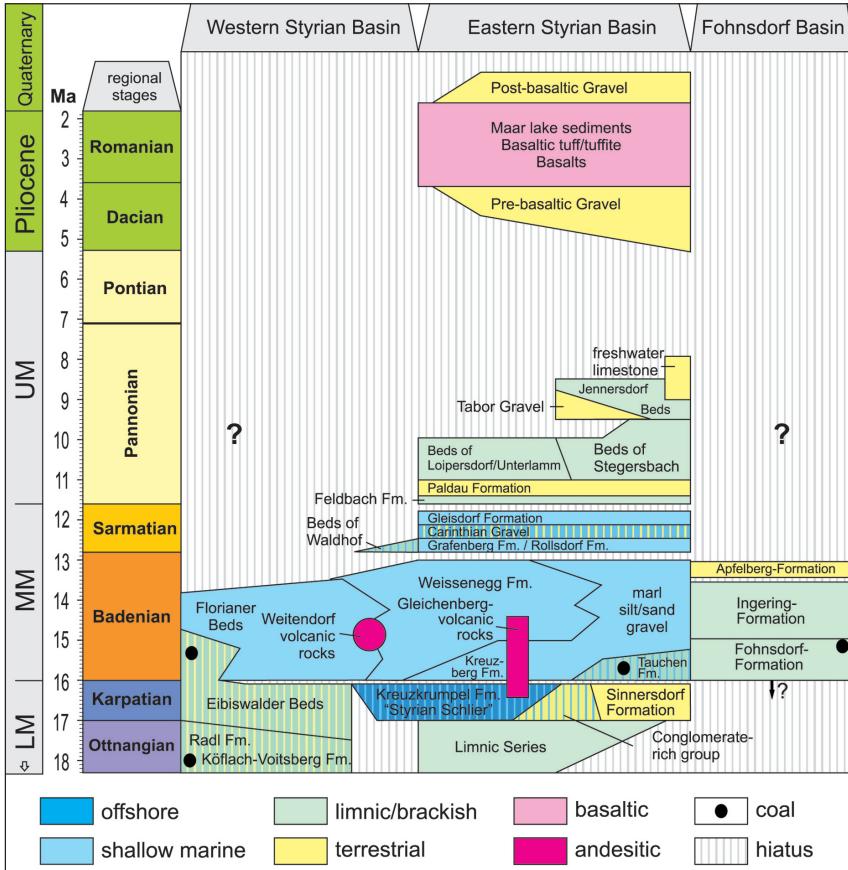 Western Styrian Basin
Eastern Styrian Basin
Fohnsdorf Basin
Quaternary
Pliocene
UM
MM
LM
Ma
regional
stages
2
3
4
5
6
7
8
9
10
11
12
13
14
15
16
17
18
Romanian
Dacian
Pontian
Pannonian
Sarmatian
Badenian
Karpatian
Ottnangian
Post-basaltic Gravel
Maar lake sediments
Basaltic tuff/tuffite
Basalts
Pre-basaltic Gravel
freshwater
limestone
Jennersdorf
Beds
Tabor Gravel
?
?
Beds of
Loipersdorf/Unterlamm
Beds of
Stegersbach
Paldau Formation
Feldbach Fm.
Beds of
Waldhof
Gleisdorf Formation
Carinthian Gravel
Grafenberg Fm. / Rollsdorf Fm.
Apfelberg-Formation
Weissenegg Fm.
Florianer
Beds
Weitendorf
volcanic
rocks
Gleichenberg-
volcanic
rocks
marl
silt/sand
gravel
Ingering-
Formation
Kreuz-
berg Fm.
Tauchen
Fm.
Fohnsdorf-
Formation
?
Eibiswalder Beds
Kreuzkrumpel Fm.
"Styrian Schlier"
Sinnersdorf
Formation
Radl Fm.
Köflach-Voitsberg Fm.
Limnic Series
Conglomerate-
rich group
offshore
limnic/brackish
basaltic
coal
shallow marine
terrestrial
andesitic
hiatus